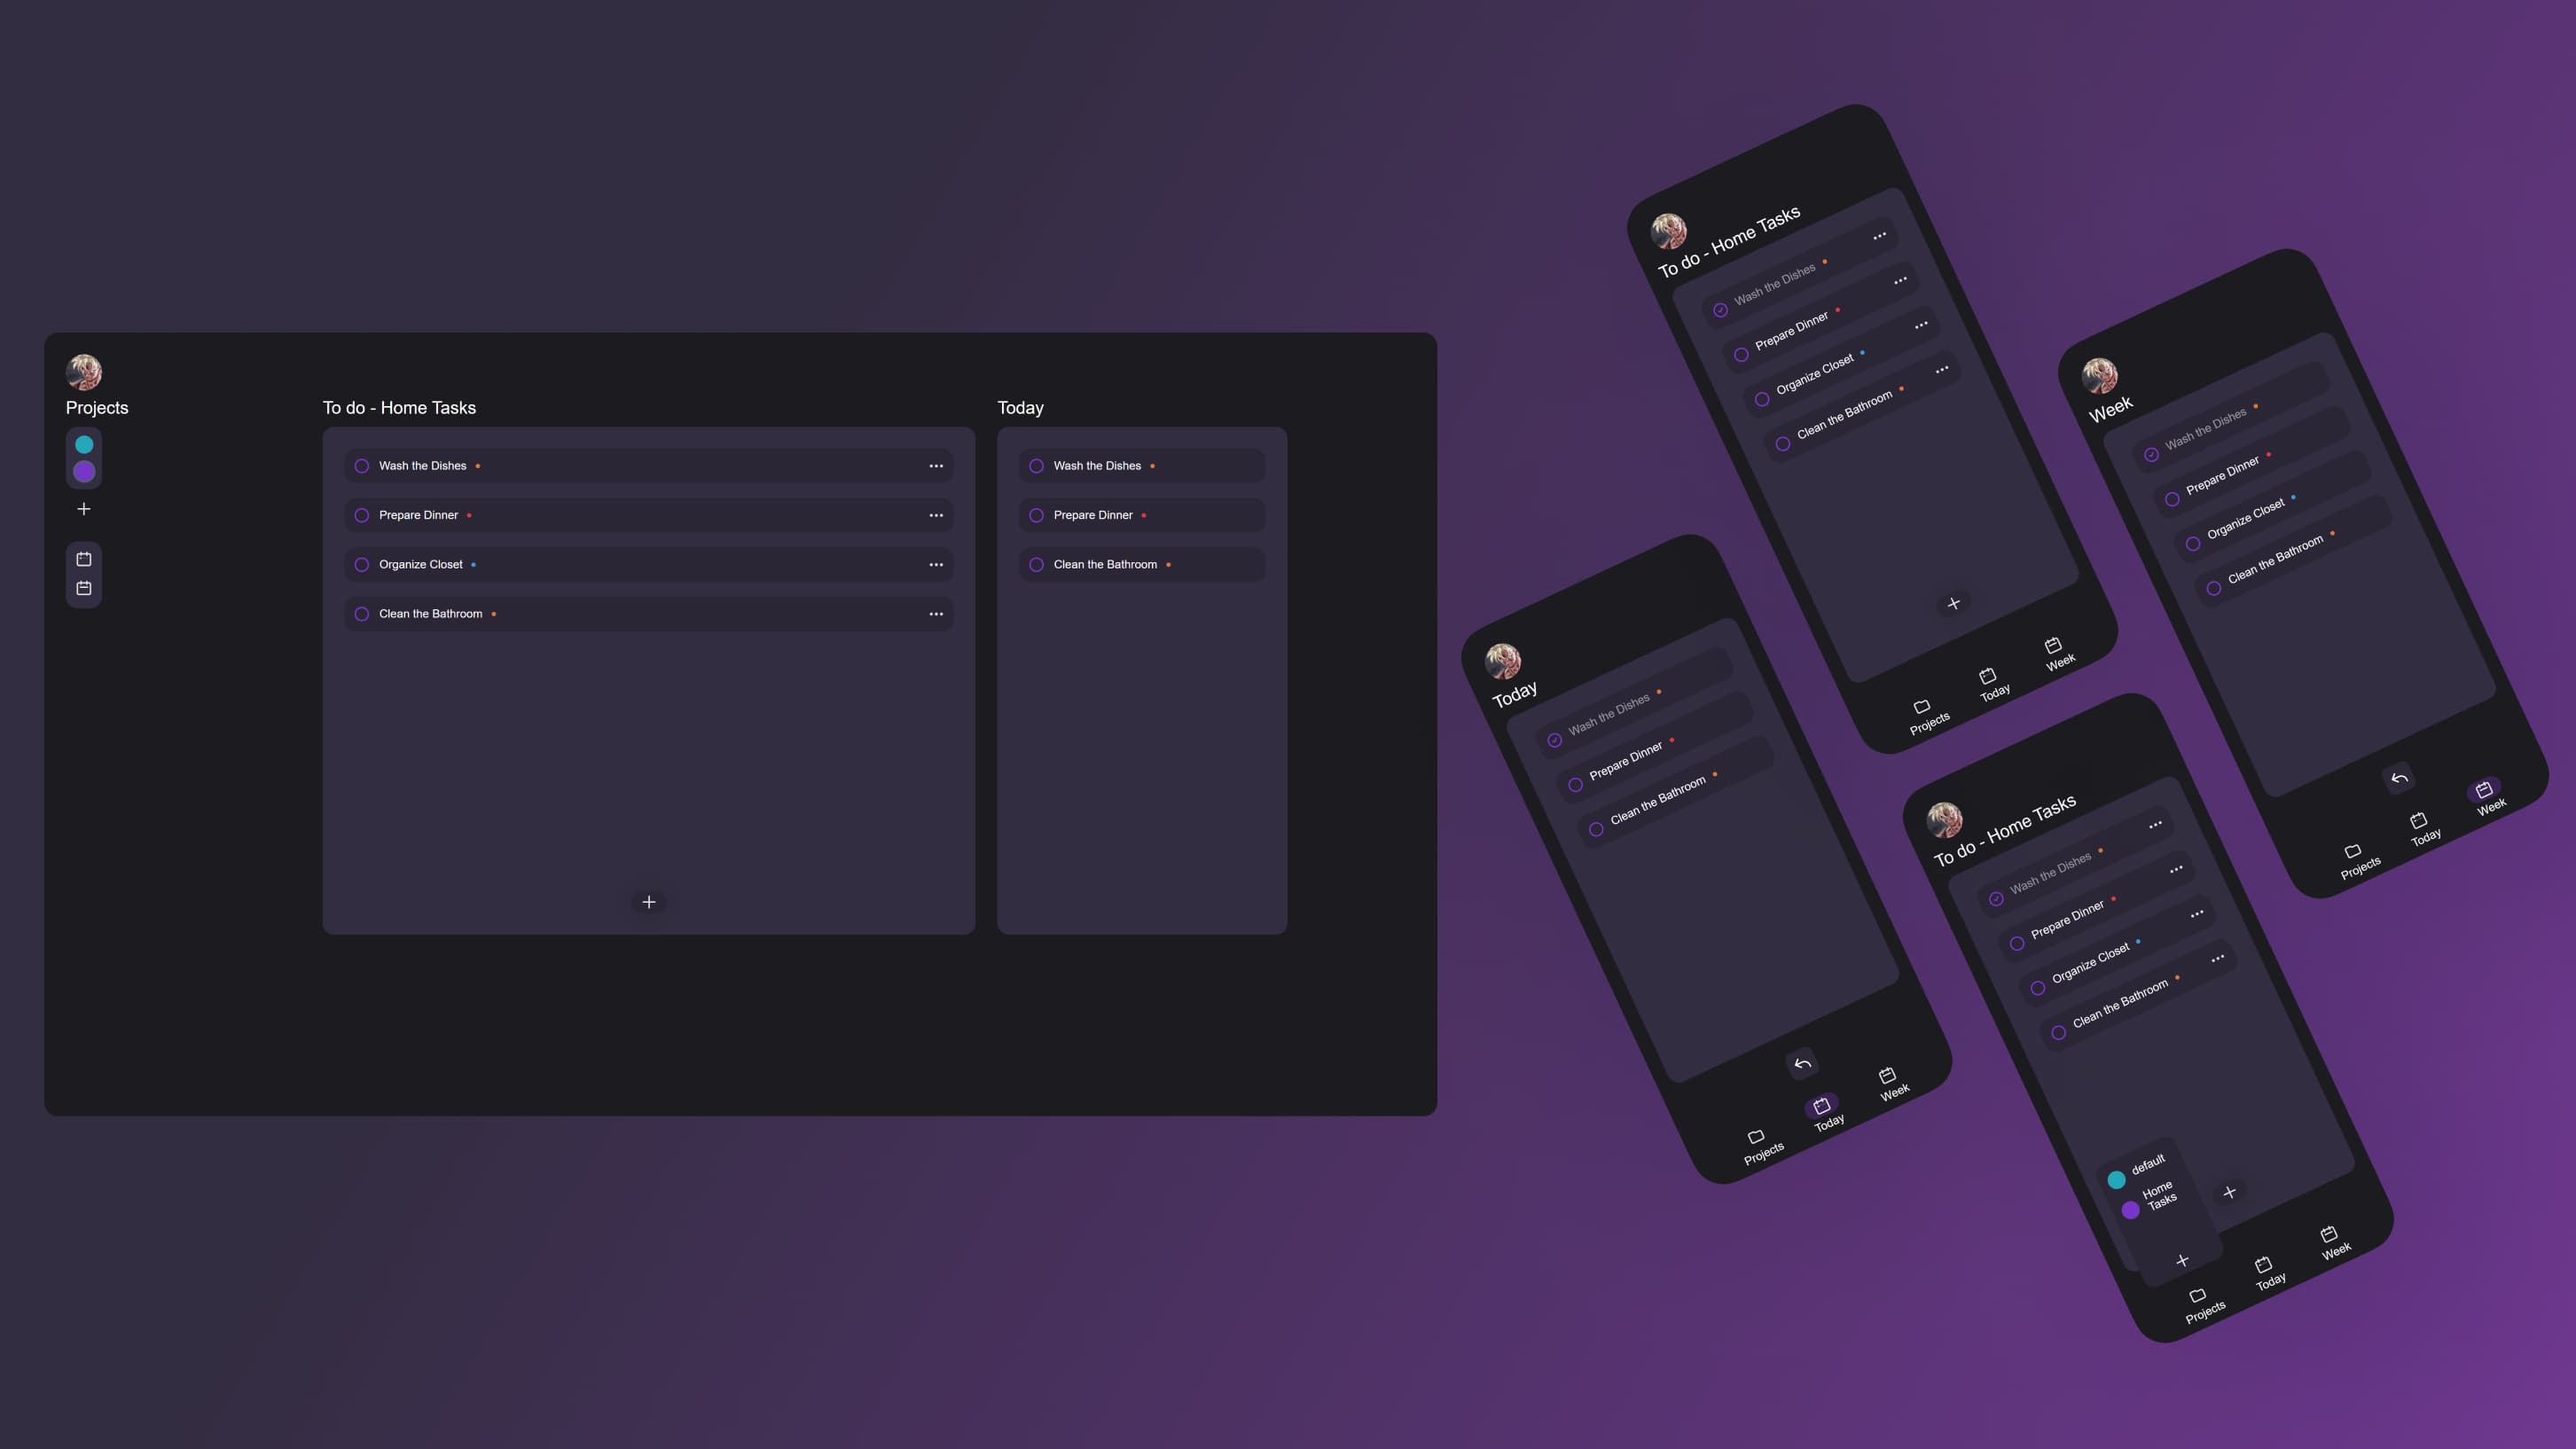 Projects
To do - Home Tasks
Wash the Dishes
Prepare Dinner
Organize Closet
Clean the Bathroom
Today
Wash the Dishes
Prepare Dinner
Clean the Bathroom
To do - Home Tasks
Wash the Dishes
Prepare Dinner
Organize Closet
Clean the Bathroom
Projects
Today
Week
Week
Wash the Dishes
Prepare Dinner
Organize Closet
Clean the Bathroom
Projects
Today
Week
Today
Wash the Dishes
Prepare Dinner
Clean the Bathroom
Projects
Today
Week
To do - Home Tasks
Wash the Dishes
Prepare Dinner
Organize Closet
Clean the Bathroom
default
Home
Tasks
Projects
Today
Week